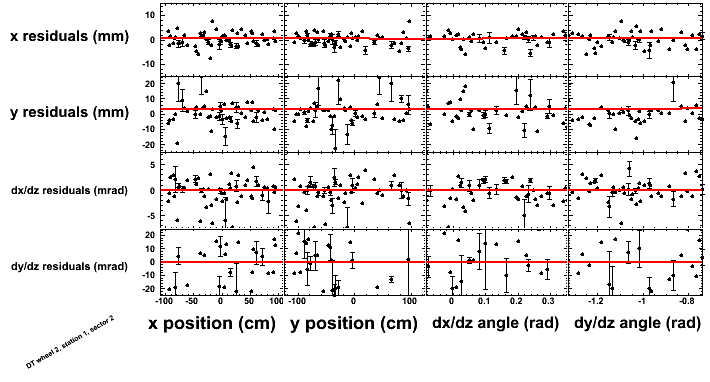 x residuals (mm)
10
5
0
-5
y residuals (mm)
20
10
0
-10
-20
dx/dz residuals (mrad)
5
0
-5
dy/dz residuals (mrad)
20
10
0
-10
-20
-100 -50 0 50 100
-100 0 100
0 0.1 0.2 0.3
-1.2 -1 -0.8
x position (cm)
y position (cm)
dx/dz angle (rad)
dy/dz angle (rad)
DT wheel 2, station 1, sector 2